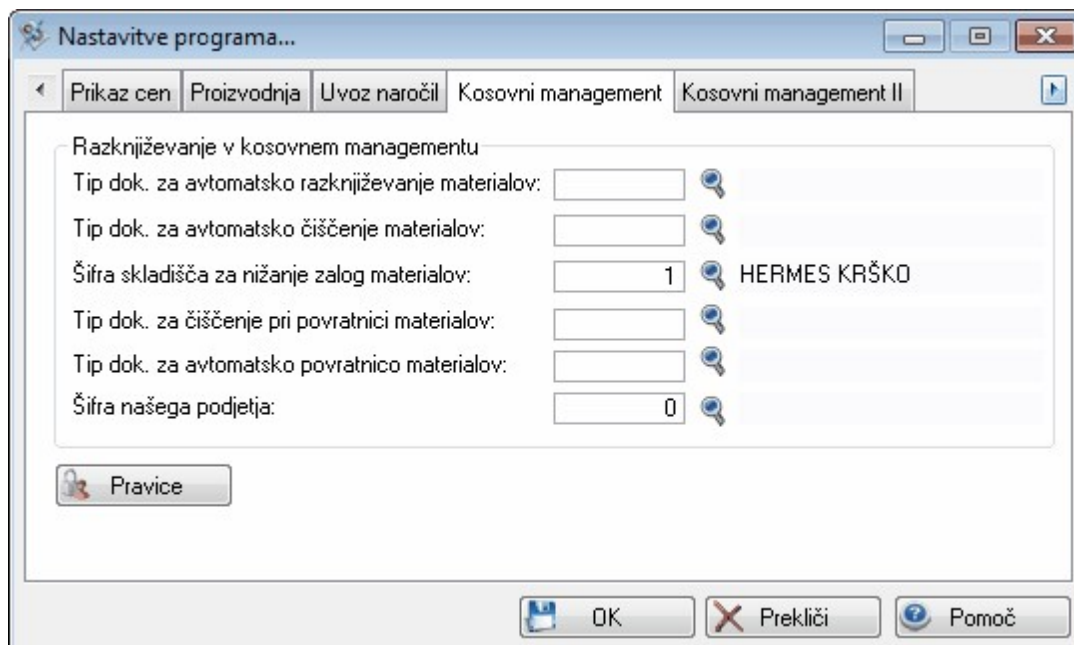 Nastavitve programa...
Prikaz cen Proizvodnja Uvoz naročil Kosovni management Kosovni management II
Razknjiževanje v kosovnem managementu
Tip dok. za avtomatsko razknjiževanje materialov:
Tip dok. za avtomatsko čiščenje materialov:
Šifra skladišča za nižanje zalog materialov: 1 HERMES KRŠKO
Tip dok. za čiščenje pri povratnici materialov:
Tip dok. za avtomatsko povratnico materialov:
Šifra našega podjetja: 0
Pravice
OK Prekliči Pomoč